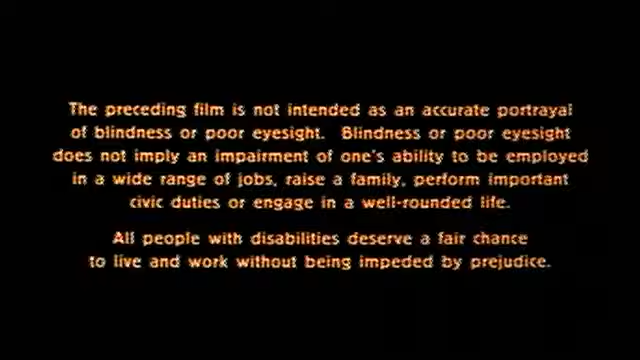 The preceding film is not intended as an accurate portrayal
of blindness or poor eyesight. Blindness or poor eyesight
does not imply an impairment of one's ability to be employed
in a wide range of jobs, raise a family, perform important
civic duties or engage in a well-rounded life.
All people with disabilities deserve a fair chance
to live and work without being impeded by prejudice.